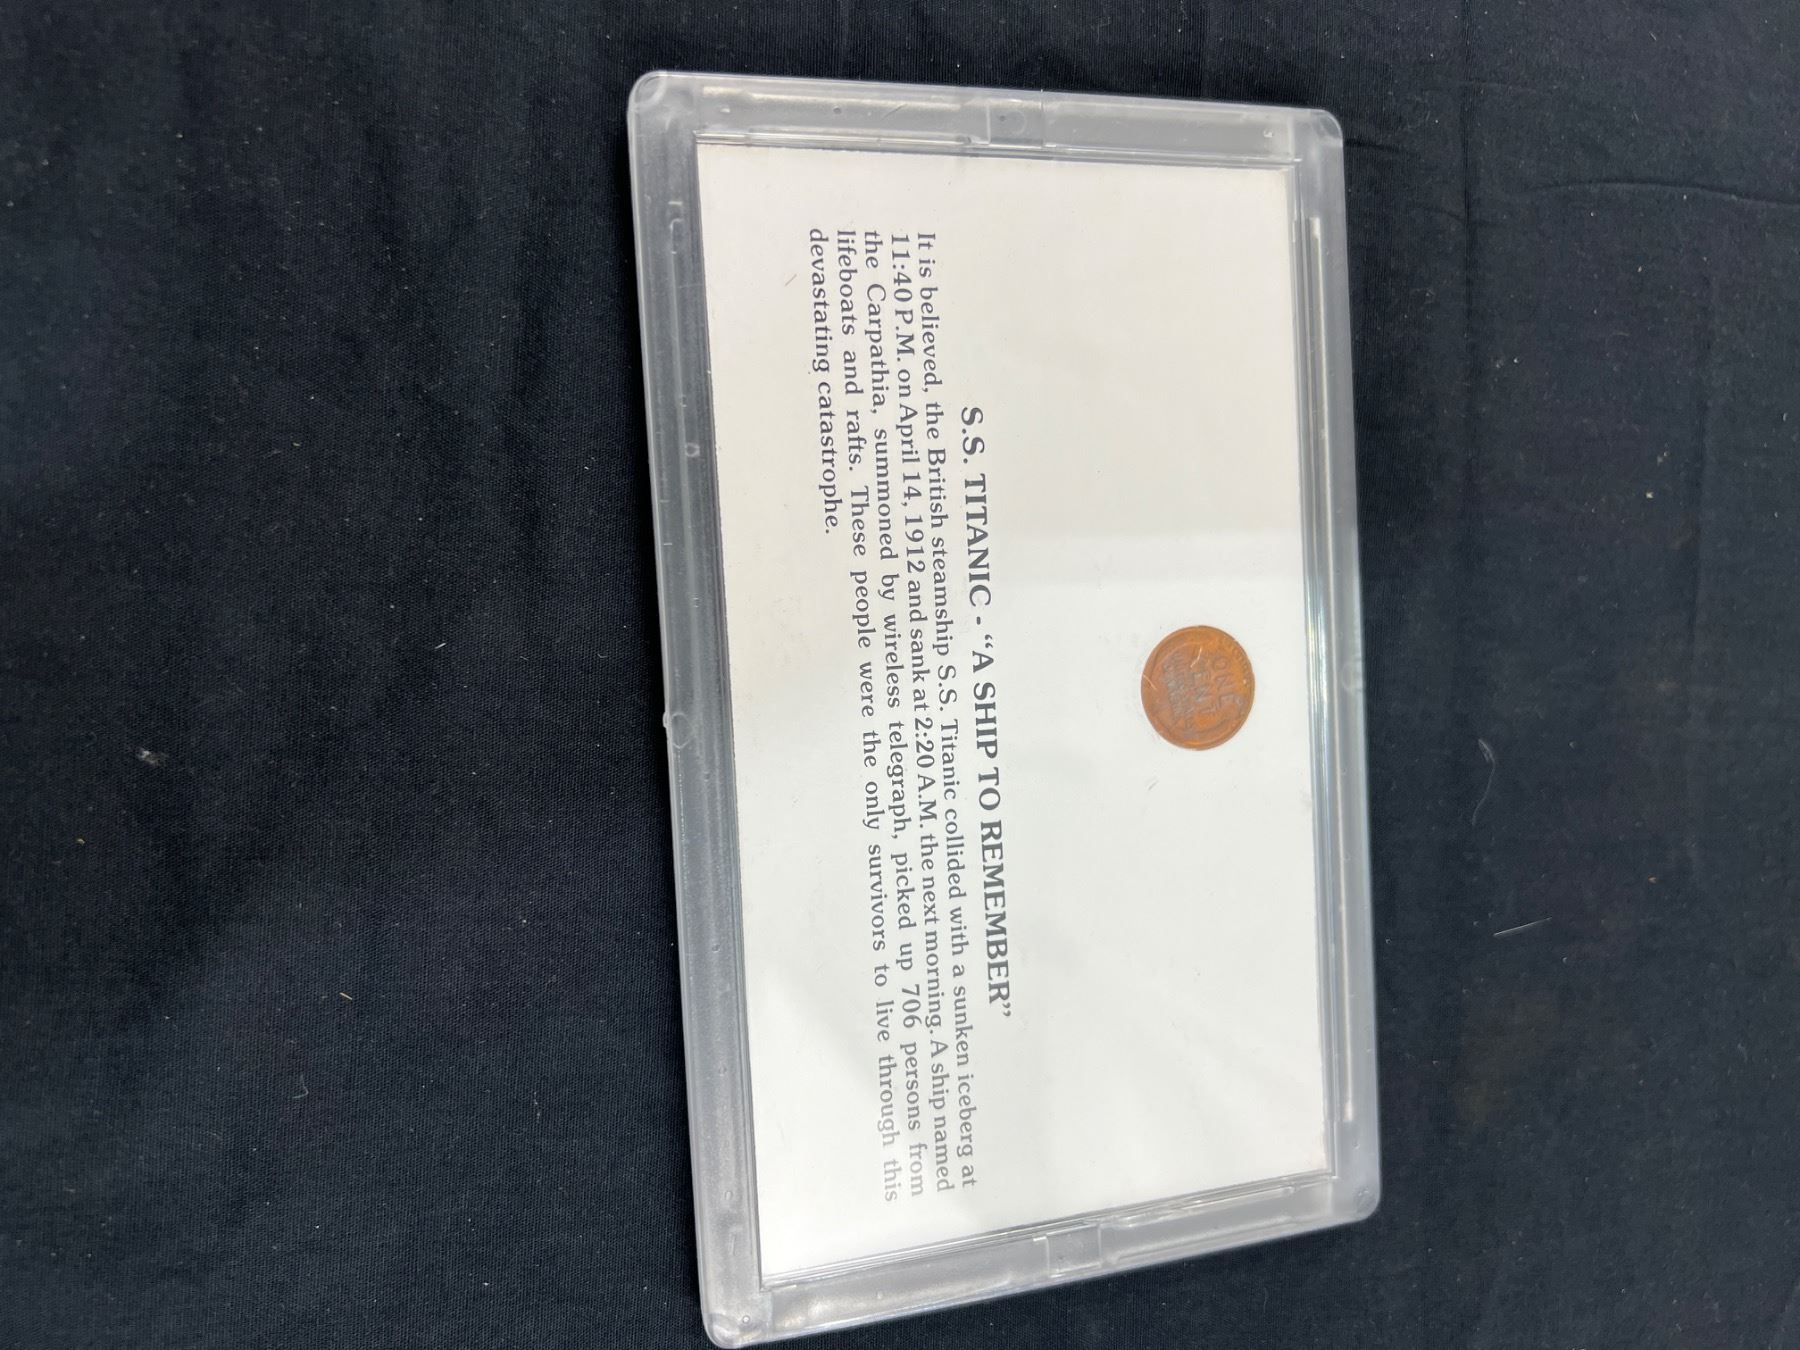 ONE
CENT
S.S. TITANIC - “A SHIP TO REMEMBER”
It is believed, the British steamship S.S. Titanic collided with a sunken iceberg at
11:40 P.M. on April 14, 1912 and sank at 2:20 A.M. the next morning. A ship named
the Carpathia, summoned by wireless telegraph, picked up 706 persons from
lifeboats and rafts. These people were the only survivors to live through this
devastating catastrophe.